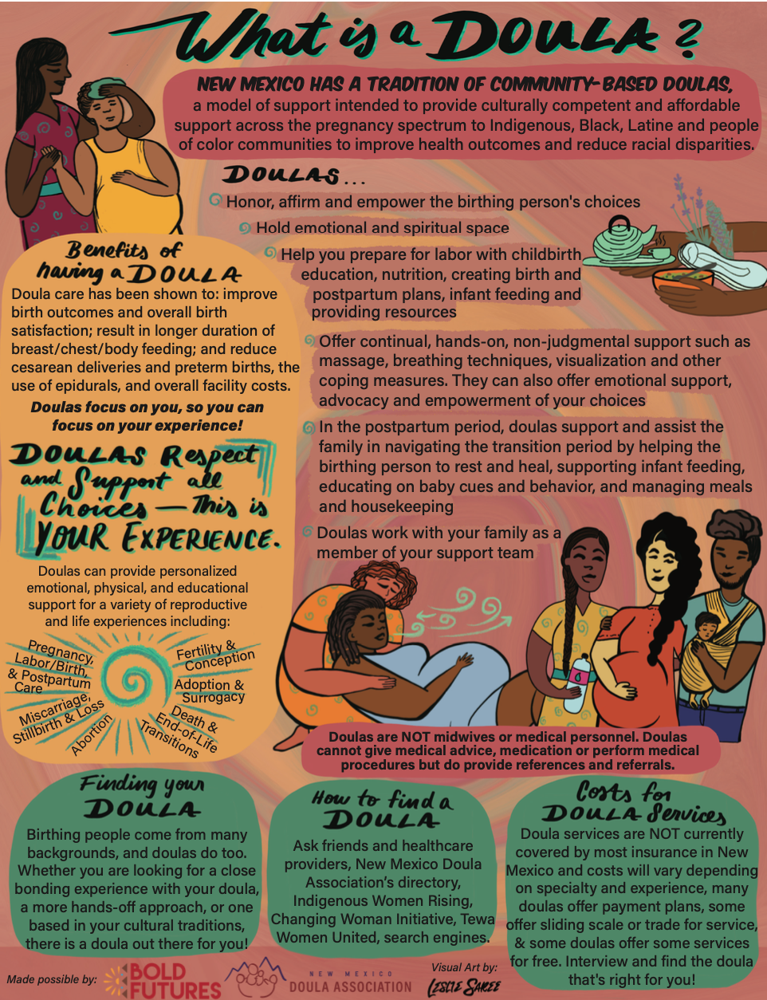 What is a DOULA?
NEW MEXICO HAS A TRADITION OF COMMUNITY-BASED DOULAS,
a model of support intended to provide culturally competent and affordable
support across the pregnancy spectrum to Indigenous, Black, Latine and people
of color communities to improve health outcomes and reduce racial disparities.
DOULAS...
Honor, affirm and empower the birthing person's choices
Hold emotional and spiritual space
Help you prepare for labor with childbirth
education, nutrition, creating birth and
postpartum plans, infant feeding and
providing resources
Offer continual, hands-on, non-judgmental support such as
massage, breathing techniques, visualization and other
coping measures. They can also offer emotional support,
advocacy and empowerment of your choices
In the postpartum period, doulas support and assist the
family in navigating the transition period by helping the
birthing person to rest and heal, supporting infant feeding,
educating on baby cues and behavior, and managing meals
and housekeeping
Doulas work with your family as a
member of your support team
Benefits of
having a DOULA
Doula care has been shown to: improve
birth outcomes and overall birth
satisfaction; result in longer duration of
breast/chest/body feeding; and reduce
cesarean deliveries and preterm births, the
use of epidurals, and overall facility costs.
Doulas focus on you, so you can
focus on your experience!
DOULAS Respect
and Support all
Choices — This is
YOUR EXPERIENCE.
Doulas can provide personalized
emotional, physical, and educational
support for a variety of reproductive
and life experiences including:
Pregnancy,
Labor/Birth,
& Postpartum
Care
Miscarriage,
Stillbirth & Loss
Abortion
Fertility &
Conception
Adoption &
Surrogacy
Death &
End-of-Life
Transitions
Doulas are NOT midwives or medical personnel. Doulas
cannot give medical advice, medication or perform medical
procedures but do provide references and referrals.
Finding your
DOULA
Birthing people come from many
backgrounds, and doulas do too.
Whether you are looking for a close
bonding experience with your doula,
a more hands-off approach, or one
based in your cultural traditions,
there is a doula out there for you!
How to find a
DOULA
Ask friends and healthcare
providers, New Mexico Doula
Association's directory,
Indigenous Women Rising,
Changing Woman Initiative, Tewa
Women United, search engines.
Costs for
DOULA Services
Doula services are NOT currently
covered by most insurance in New
Mexico and costs will vary depending
on specialty and experience, many
doulas offer payment plans, some
offer sliding scale or trade for service,
& some doulas offer some services
for free. Interview and find the doula
that's right for you!
Made possible by:
BOLD
FUTURES
NEW MEXICO
DOULA ASSOCIATION
Visual Art by:
LESLIE SAREE